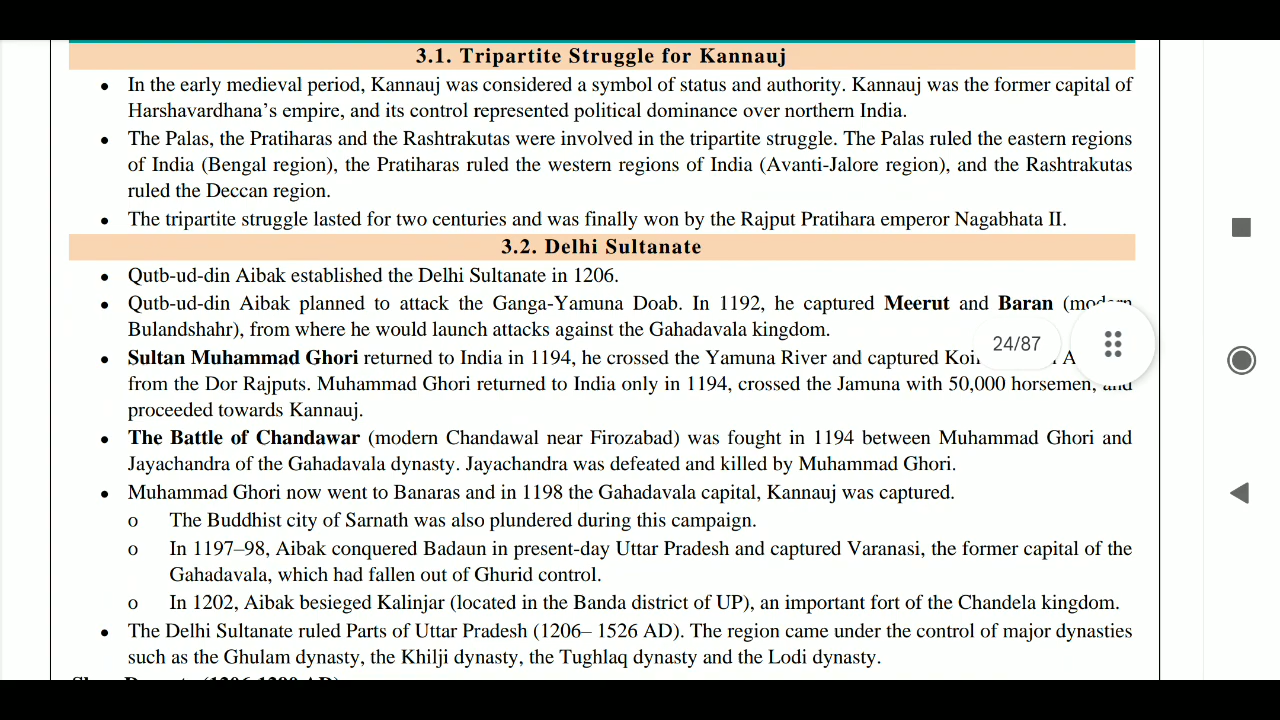 3.1. Tripartite Struggle for Kannauj
• In the early medieval period, Kannauj was considered a symbol of status and authority. Kannauj was the former capital of
Harshavardhana’s empire, and its control represented political dominance over northern India.
• The Palas, the Pratiharas and the Rashtrakutas were involved in the tripartite struggle. The Palas ruled the eastern regions
of India (Bengal region), the Pratiharas ruled the western regions of India (Avanti-Jalore region), and the Rashtrakutas
ruled the Deccan region.
• The tripartite struggle lasted for two centuries and was finally won by the Rajput Pratihara emperor Nagabhata II.
3.2. Delhi Sultanate
• Qutb-ud-din Aibak established the Delhi Sultanate in 1206.
• Qutb-ud-din Aibak planned to attack the Ganga-Yamuna Doab. In 1192, he captured Meerut and Baran (modern
Bulandshahr), from where he would launch attacks against the Gahadavala kingdom.
24/87
• Sultan Muhammad Ghori returned to India in 1194, he crossed the Yamuna River and captured
from the Dor Rajputs. Muhammad Ghori returned to India only in 1194, crossed the Jamuna with 50,000 horsemen, and
proceeded towards Kannauj.
• The Battle of Chandawar (modern Chandawal near Firozabad) was fought in 1194 between Muhammad Ghori and
Jayachandra of the Gahadavala dynasty. Jayachandra was defeated and killed by Muhammad Ghori.
• Muhammad Ghori now went to Banaras and in 1198 the Gahadavala capital, Kannauj was captured.
o The Buddhist city of Sarnath was also plundered during this campaign.
o In 1197–98, Aibak conquered Badaun in present-day Uttar Pradesh and captured Varanasi, the former capital of the
Gahadavala, which had fallen out of Ghurid control.
o In 1202, Aibak besieged Kalinjar (located in the Banda district of UP), an important fort of the Chandela kingdom.
• The Delhi Sultanate ruled Parts of Uttar Pradesh (1206– 1526 AD). The region came under the control of major dynasties
such as the Ghulam dynasty, the Khilji dynasty, the Tughlaq dynasty and the Lodi dynasty.